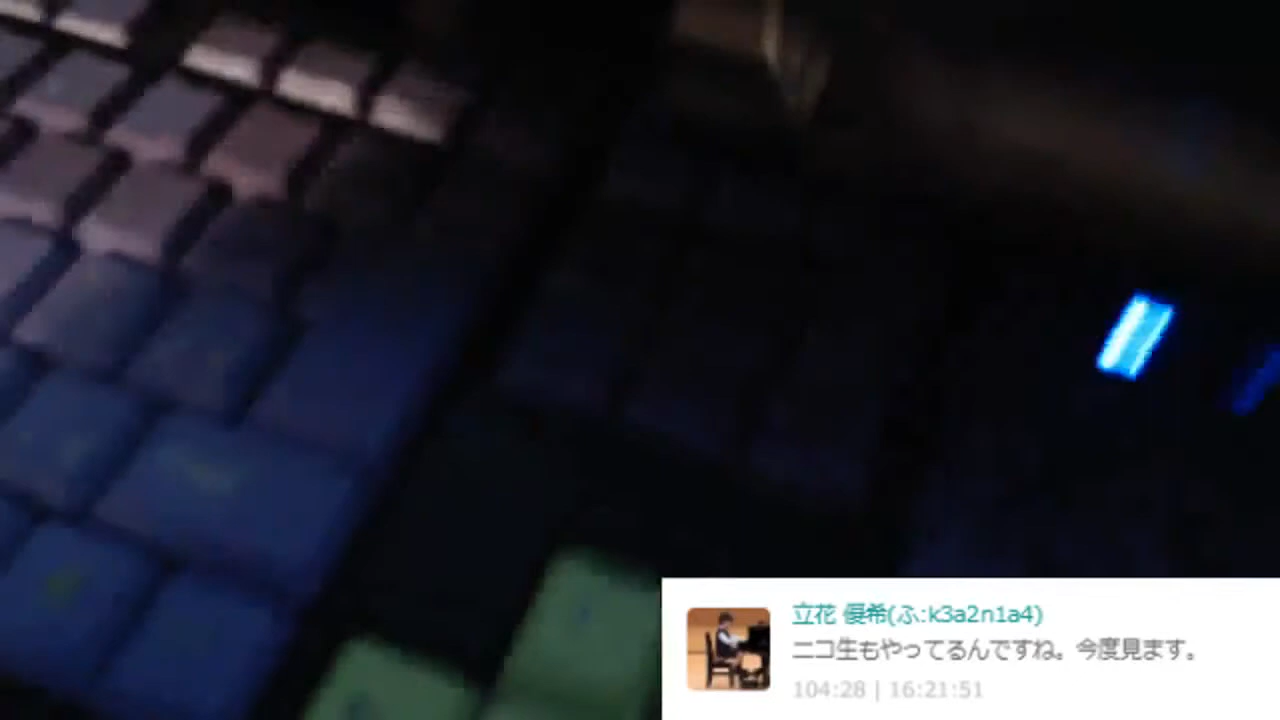 立花 優希(ふ:k3a2n1a4)
ニコ生もやってるんですね。今度見ます。
104:28 | 16:21:51